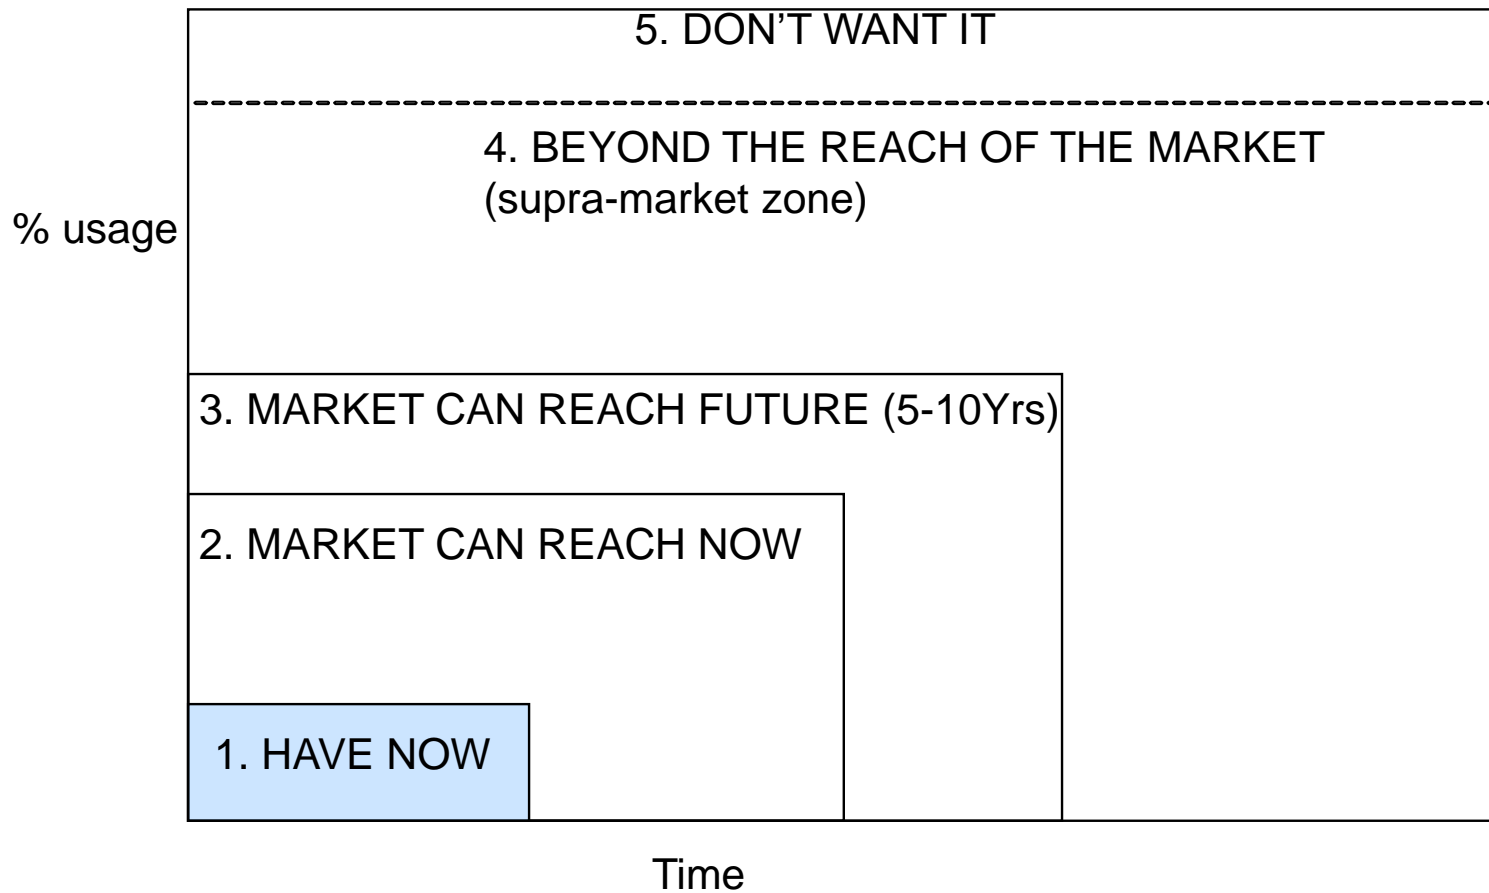 5. DON'T WANT IT
4. BEYOND THE REACH OF THE MARKET
(supra-market zone)
% usage
3. MARKET CAN REACH FUTURE (5-10Yrs)
2. MARKET CAN REACH NOW
1. HAVE NOW
Time